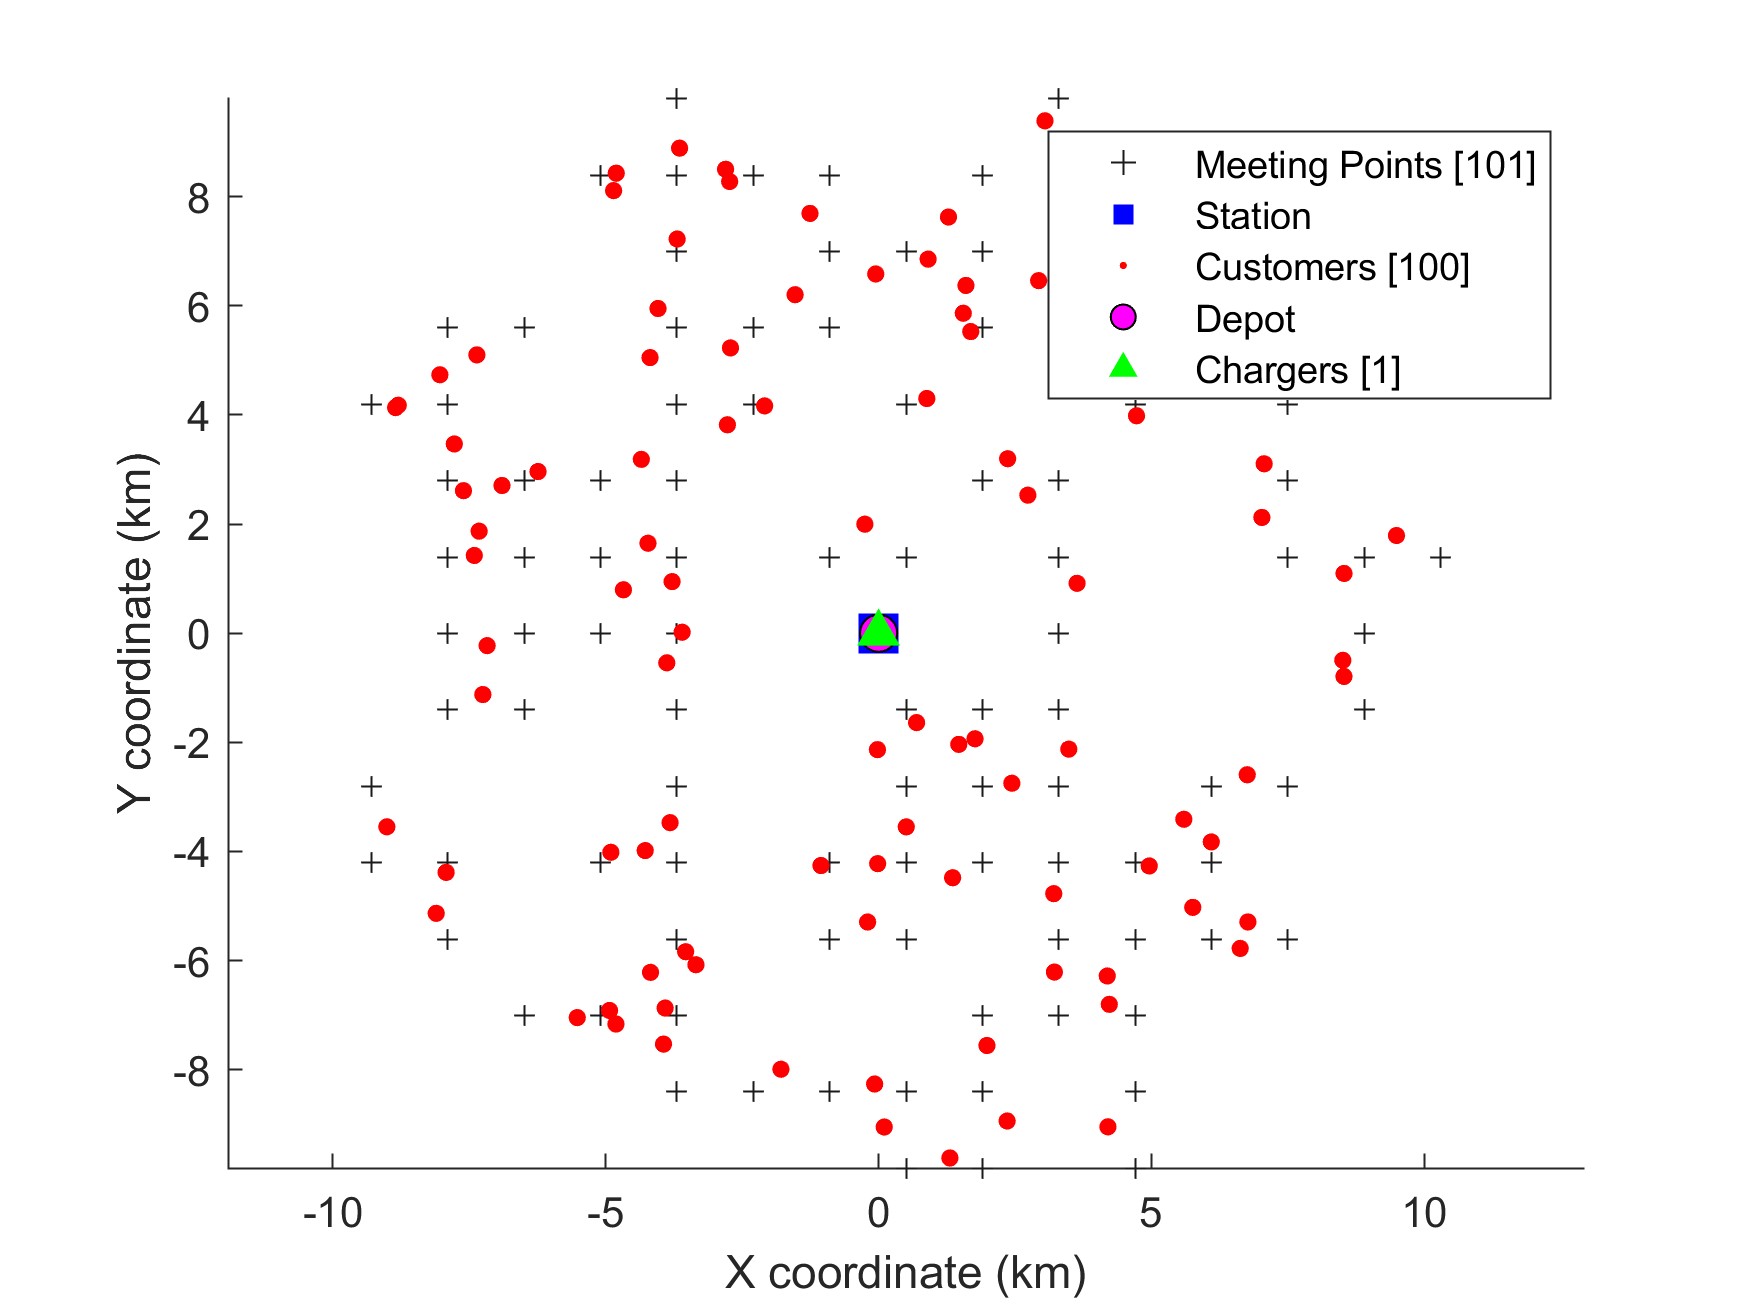 Meeting Points [101]
Station
Customers [100]
Depot
Chargers [1]
8
6
4
2
0
-2
-4
-6
-8
Y coordinate (km)
-10 -5 0 5 10
X coordinate (km)